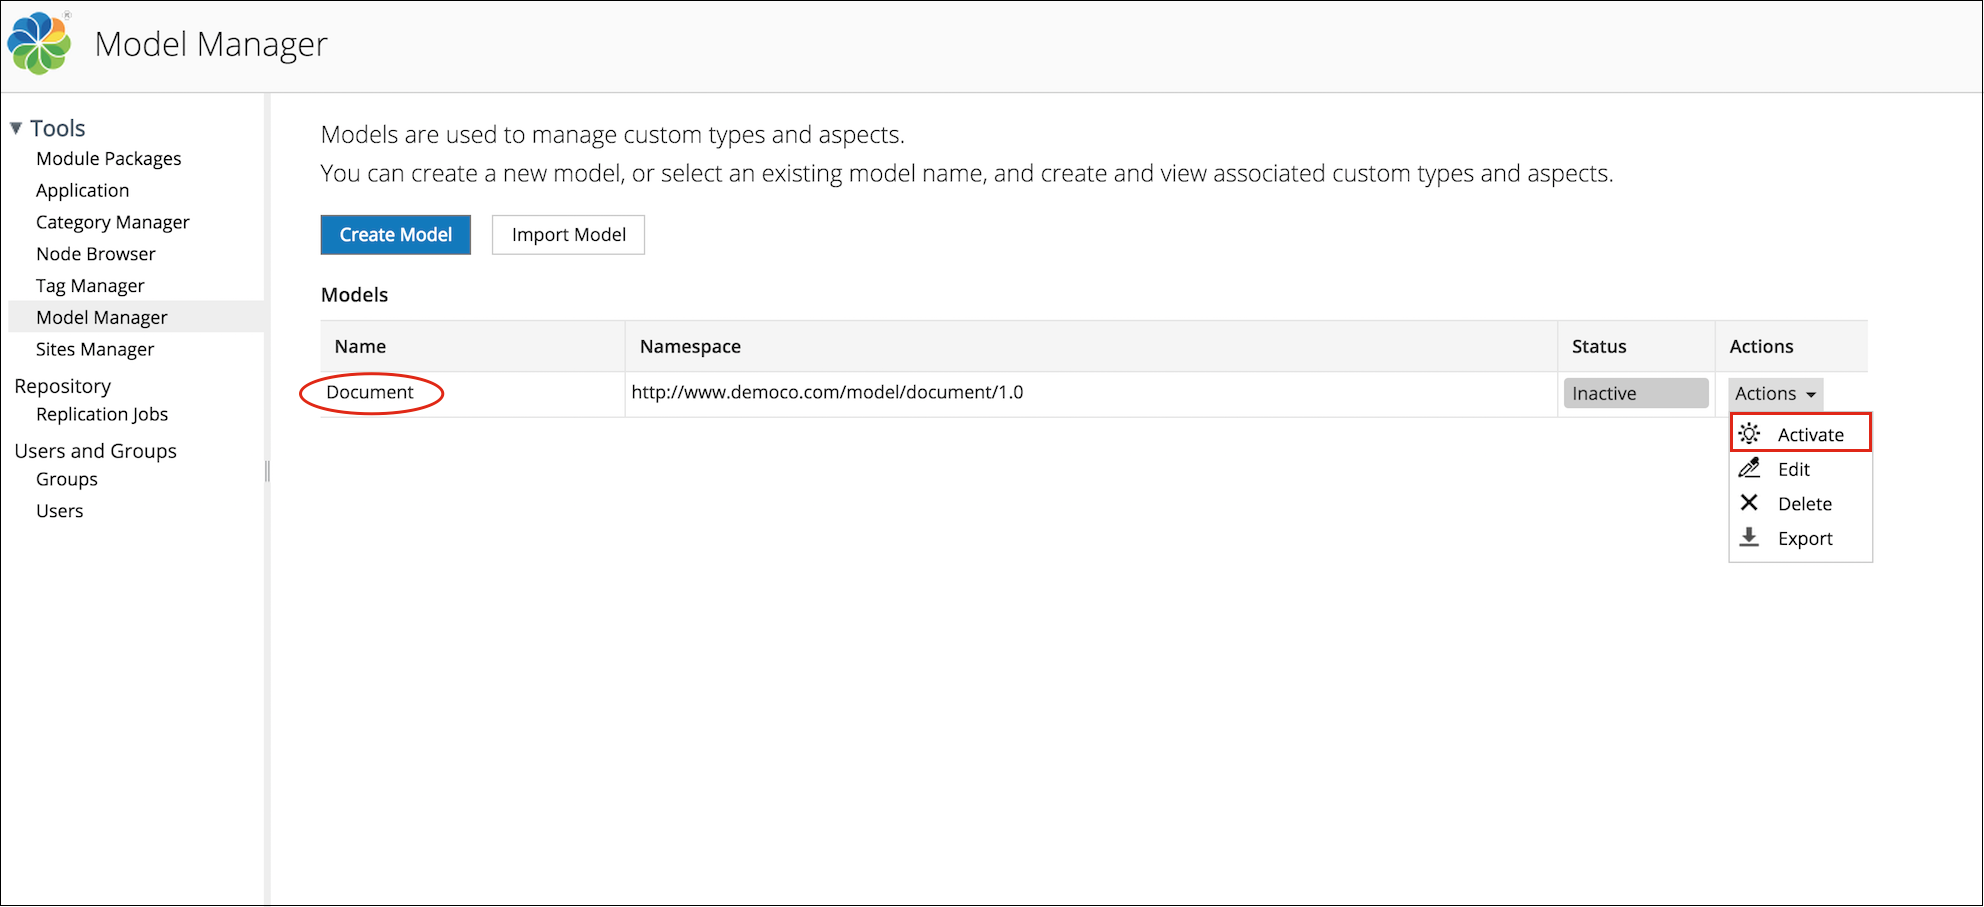 Model Manager
Tools
Module Packages
Application
Category Manager
Node Browser
Tag Manager
Model Manager
Sites Manager
Repository
Replication Jobs
Users and Groups
Groups
Users
Models are used to manage custom types and aspects.
You can create a new model, or select an existing model name, and create and view associated custom types and aspects.
Create Model Import Model
Models
Name Namespace Status Actions
Document http://www.democo.com/model/document/1.0 Inactive Actions
Activate
Edit
Delete
Export